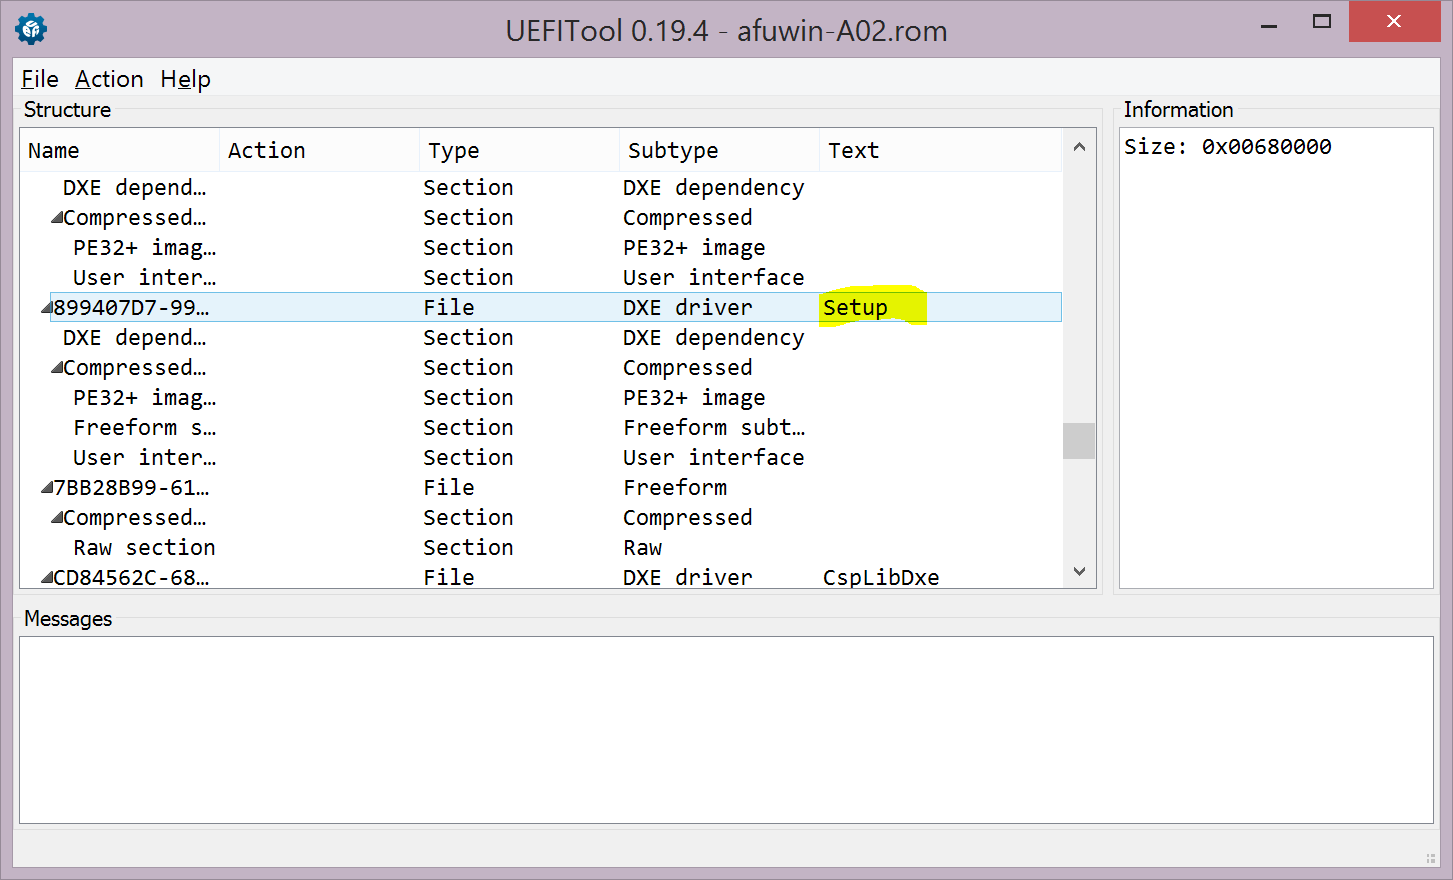 UEFITool 0.19.4 - afuwin-A02.rom
File Action Help
Structure
Name Action Type Subtype Text
DXE depend... Section DXE dependency
Compressed... Section Compressed
PE32+ imag... Section PE32+ image
User inter... Section User interface
899407D7-99... File DXE driver Setup
DXE depend... Section DXE dependency
Compressed... Section Compressed
PE32+ imag... Section PE32+ image
Freeform s... Section Freeform subt...
User inter... Section User interface
7BB28B99-61... File Freeform
Compressed... Section Compressed
Raw section Section Raw
CD84562C-68... File DXE driver CspLibDxe
Information
Size: 0x00680000
Messages